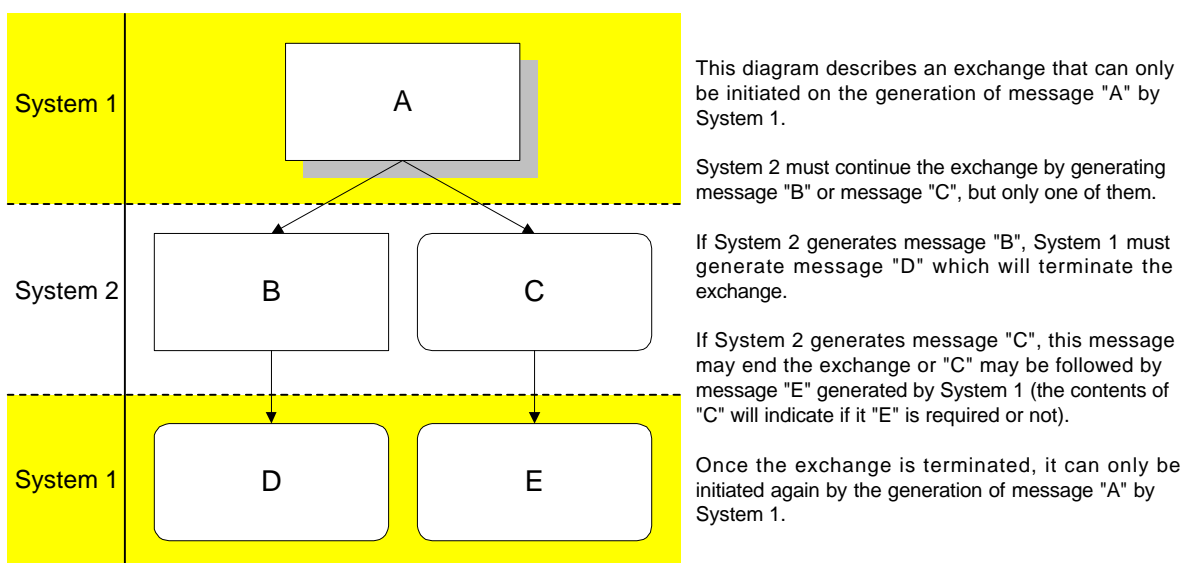 System 1
A
System 2
B
C
System 1
D
E
This diagram describes an exchange that can only
be initiated on the generation of message "A" by
System 1.
System 2 must continue the exchange by generating
message "B" or message "C", but only one of them.
If System 2 generates message "B", System 1 must
generate message "D" which will terminate the
exchange.
If System 2 generates message "C", this message
may end the exchange or "C" may be followed by
message "E" generated by System 1 (the contents of
"C" will indicate if it "E" is required or not).
Once the exchange is terminated, it can only be
initiated again by the generation of message "A" by
System 1.